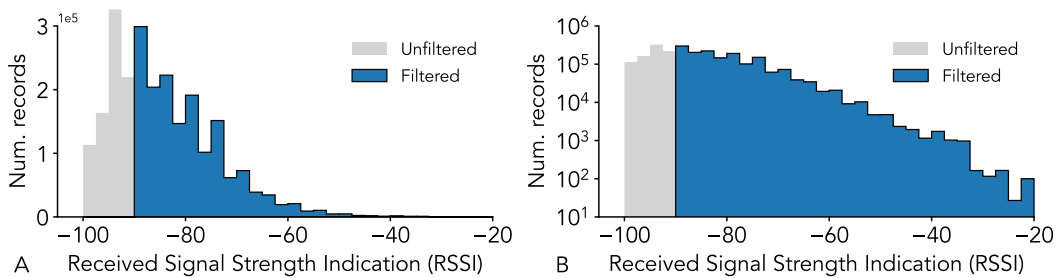 1e5
3
2
1
0
Num. records
Unfiltered
Filtered
−100
−80
−60
−40
−20
A
Received Signal Strength Indication (RSSI)
10⁶
10⁵
10⁴
10³
10²
10¹
Num. records
Unfiltered
Filtered
−100
−80
−60
−40
−20
B
Received Signal Strength Indication (RSSI)